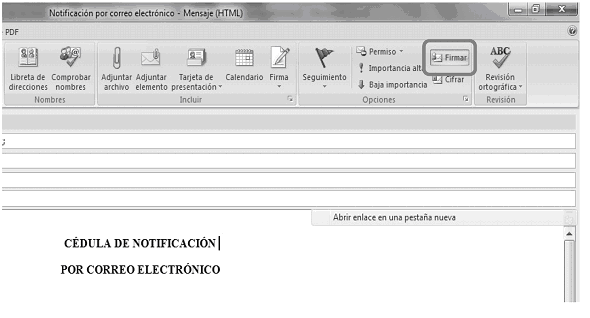 Notificación por correo electrónico - Mensaje (HTML)
PDF
Libreta de direcciones
Comprobar nombres
Nombres
Adjuntar archivo
Adjuntar elemento
Tarjeta de presentación
Calendario
Firma
Incluir
Seguimiento
Permiso
Importancia alt
Baja importancia
Firmar
Cifrar
Opciones
ABC
Revisión ortográfica
Revisión
Abrir enlace en una pestaña nueva
CÉDULA DE NOTIFICACIÓN
POR CORREO ELECTRÓNICO